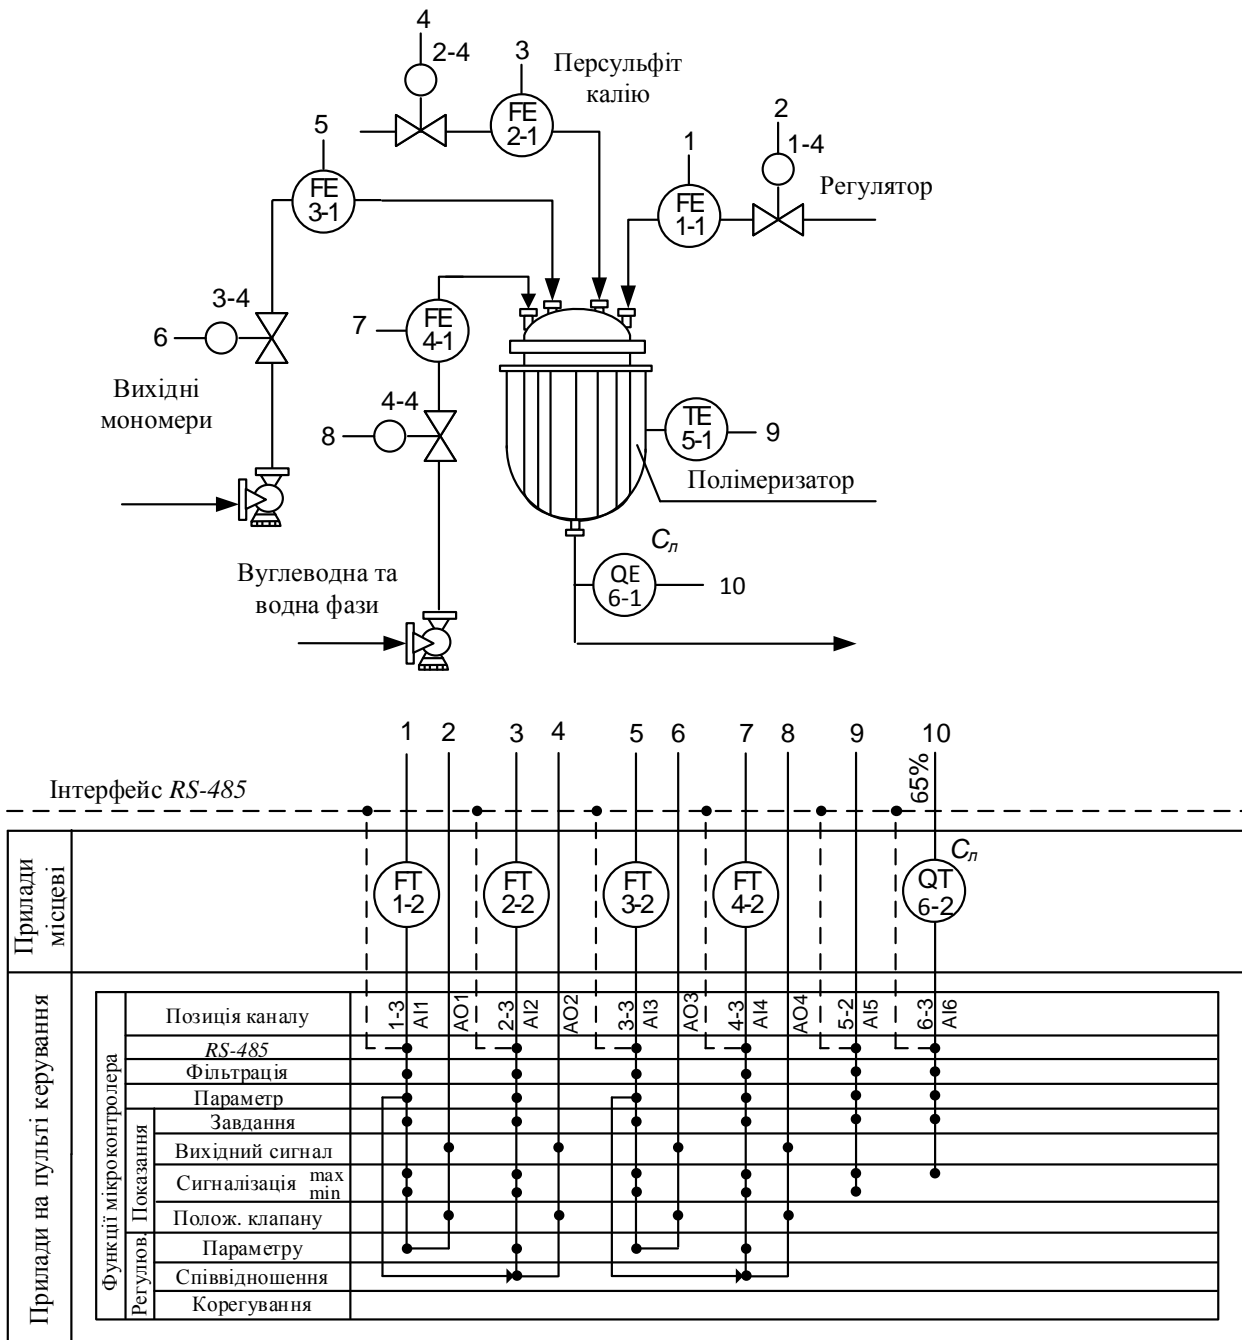 4
2-4
3
Персульфіт
калію
FE
2-1
5
FE
3-1
1
FE
1-1
2
1-4
Регулятор
3-4
6
7
FE
4-1
Вихідні
мономери
4-4
8
TE
5-1
9
Полімеризатор
Cл
QE
6-1
10
Вуглеводна та
водна фази
1 2 3 4 5 6 7 8 9 10
65%
Інтерфейс RS-485
Прилади
місцеві
FT
1-2
FT
2-2
FT
3-2
FT
4-2
Cл
QT
6-2
Прилади на пульті керування
Функції мікроконтролера
Позиція каналу
1-3
AI1
AO1
2-3
AI2
AO2
3-3
AI3
AO3
4-3
AI4
AO4
5-2
AI5
6-3
AI6
RS-485
Фільтрація
Параметр
Показання
Завдання
Вихідний сигнал
Сигналізація max
min
Полож. клапану
Регулюв.
Параметру
Співвідношення
Корегування